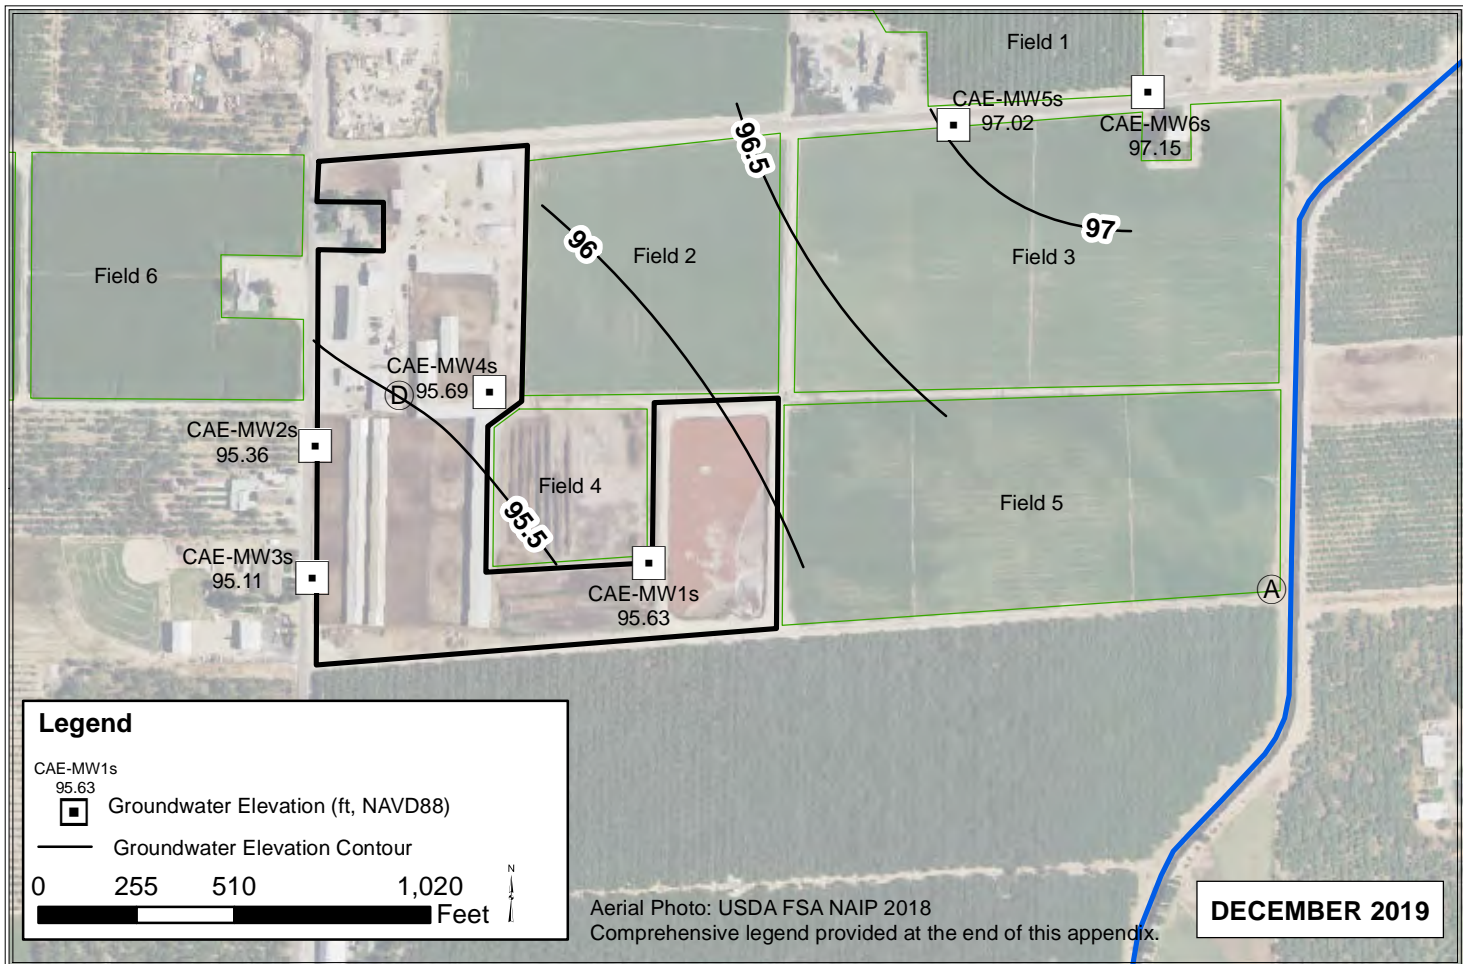 Field 1
CAE-MW5s
97.02
CAE-MW6s
97.15
96.5
97
96
Field 2
Field 3
Field 6
CAE-MW4s
95.69
D
CAE-MW2s
95.36
Field 4
95.5
Field 5
CAE-MW3s
95.11
CAE-MW1s
95.63
A
Legend
CAE-MW1s
95.63
Groundwater Elevation (ft, NAVD88)
Groundwater Elevation Contour
0 255 510 1,020
Feet
N
Aerial Photo: USDA FSA NAIP 2018
Comprehensive legend provided at the end of this appendix.
DECEMBER 2019